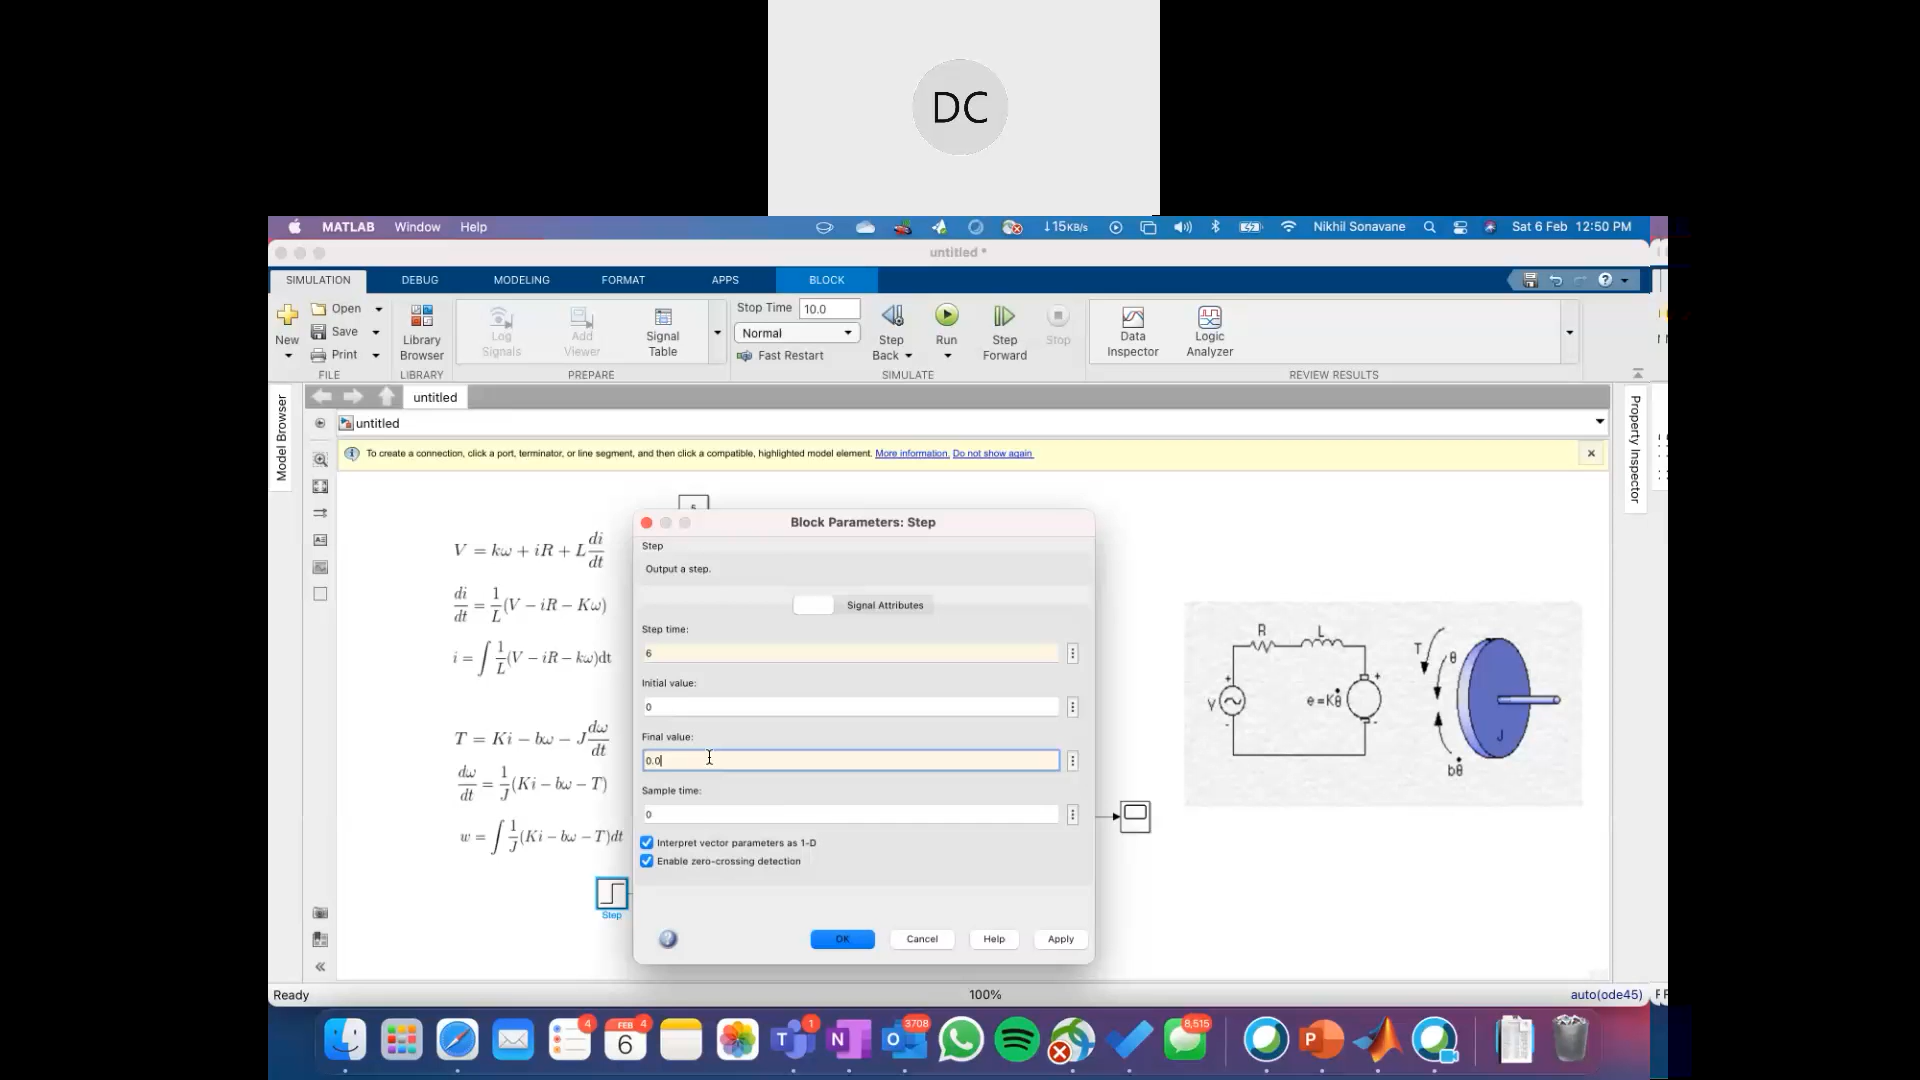 DC
MATLAB Window Help
↓15KB/s Nikhil Sonavane Sat 6 Feb 12:50 PM
untitled *
SIMULATION DEBUG MODELING FORMAT APPS BLOCK
New
Open
Save
Print
FILE
Library
Browser
LIBRARY
Log
Signals
Add
Viewer
Signal
Table
PREPARE
Stop Time 10.0
Normal
Fast Restart
Step
Back
Run
Step
Forward
Stop
SIMULATE
Data
Inspector
Logic
Analyzer
REVIEW RESULTS
Model Browser
untitled
untitled
Property Inspector
To create a connection, click a port, terminator, or line segment, and then click a compatible, highlighted model element. More information. Do not show again.
V = kω + iR + L di/dt
di/dt = 1/L (V − iR − Kω)
i = ∫ 1/L (V − iR − kω)dt
T = Ki − bω − J dω/dt
dω/dt = 1/J (Ki − bω − T)
w = ∫ 1/J (Ki − bω − T)dt
Step
Block Parameters: Step
Step
Output a step.
Signal Attributes
Step time:
6
Initial value:
0
Final value:
0.0
Sample time:
0
Interpret vector parameters as 1-D
Enable zero-crossing detection
OK Cancel Help Apply
R L
V
e=Kθ̇
T
θ
J
bθ̇
Ready 100% auto(ode45)
4
FEB 4
6
1
3708
8,515